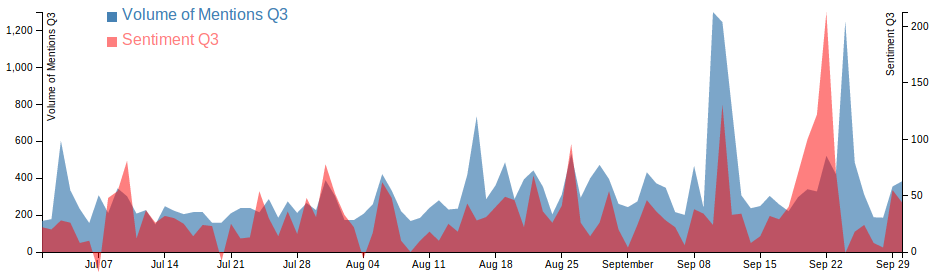 Volume of Mentions Q3
Sentiment Q3
1,200
1,000
800
600
400
200
0
Volume of Mentions Q3
Sentiment Q3
200
150
100
50
0
Jul 07
Jul 14
Jul 21
Jul 28
Aug 04
Aug 11
Aug 18
Aug 25
September
Sep 08
Sep 15
Sep 22
Sep 29